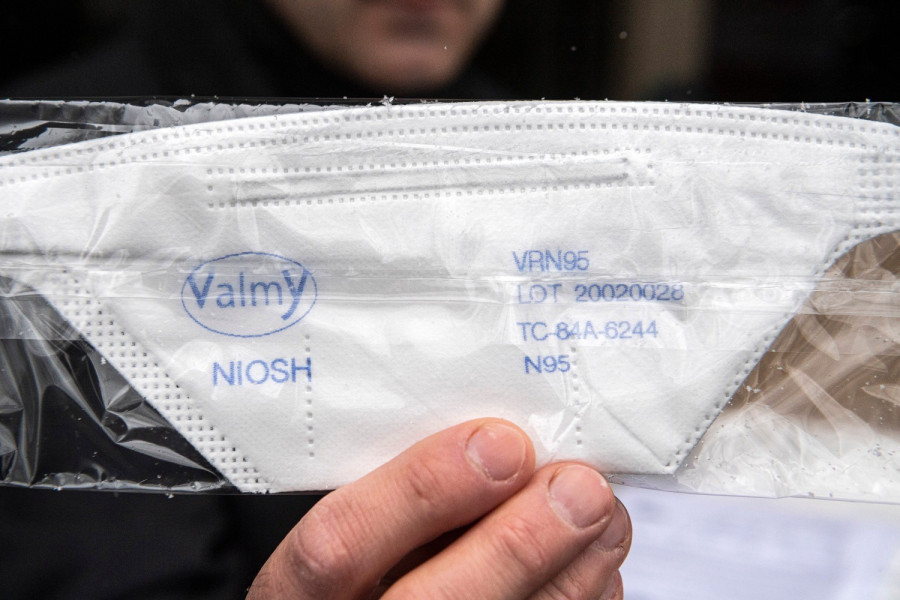 Valmy
NIOSH
VRN95
LOT 20020028
TC-84A-6244
N95